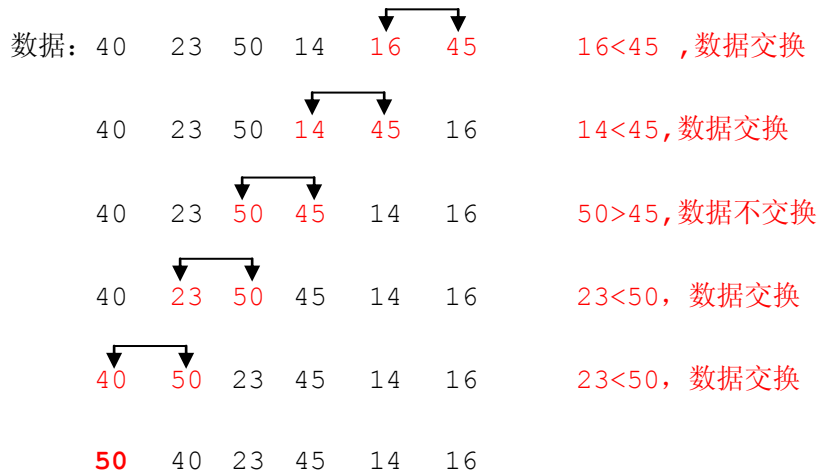 数据：40 23 50 14 16 45 16<45 ,数据交换
40 23 50 14 45 16 14<45,数据交换
40 23 50 45 14 16 50>45,数据不交换
40 23 50 45 14 16 23<50，数据交换
40 50 23 45 14 16 23<50，数据交换
50 40 23 45 14 16